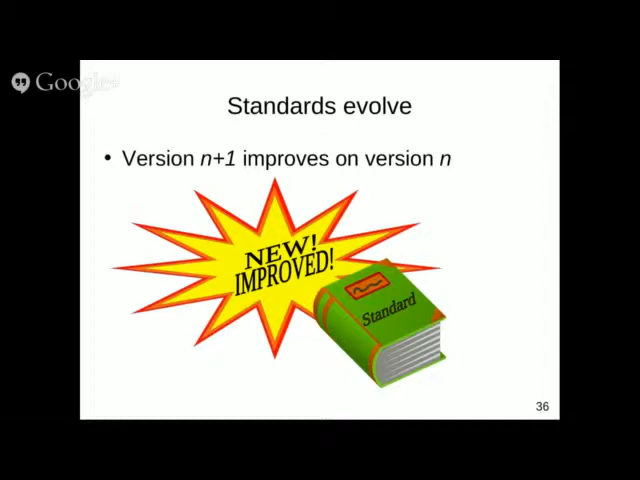 Google+
Standards evolve
• Version n+1 improves on version n
NEW!
IMPROVED!
Standard
36